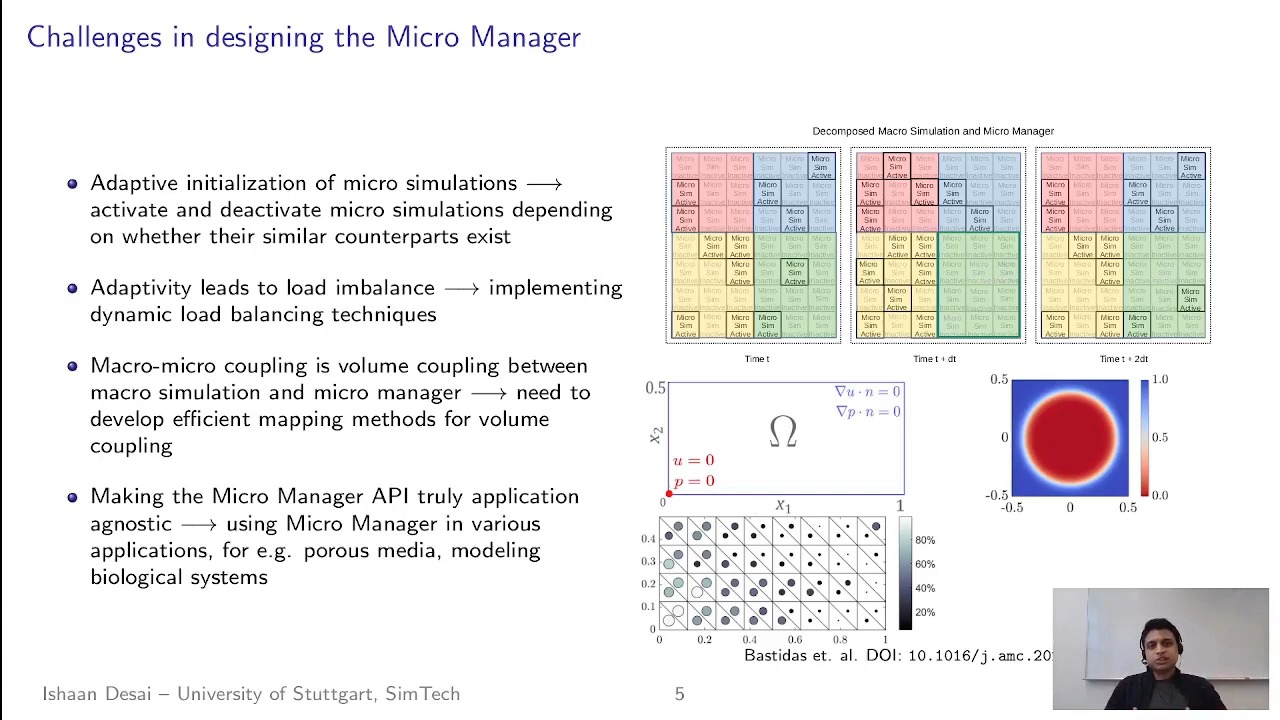 Challenges in designing the Micro Manager
Adaptive initialization of micro simulations ⟶
activate and deactivate micro simulations depending
on whether their similar counterparts exist
Adaptivity leads to load imbalance ⟶ implementing
dynamic load balancing techniques
Macro-micro coupling is volume coupling between
macro simulation and micro manager ⟶ need to
develop efficient mapping methods for volume
coupling
Making the Micro Manager API truly application
agnostic ⟶ using Micro Manager in various
applications, for e.g. porous media, modeling
biological systems
Decomposed Macro Simulation and Micro Manager
Micro Sim Active
Micro Sim Inactive
Time t
Time t + dt
Time t + 2dt
0.5
∇u · n = 0
∇p · n = 0
Ω
x₂
u = 0
p = 0
0
x₁
1
0.5
0
-0.5
-0.5 0 0.5
1.0
0.5
0.0
0.4
0.3
0.2
0.1
0
0 0.2 0.4 0.6 0.8 1
80%
60%
40%
20%
Bastidas et. al. DOI: 10.1016/j.amc.20
Ishaan Desai – University of Stuttgart, SimTech
5